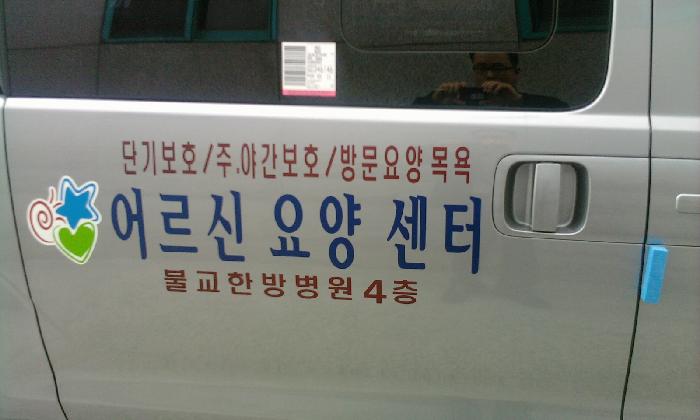 단기보호/주.야간보호/방문요양목욕
어르신 요양 센터
불교한방병원 4층